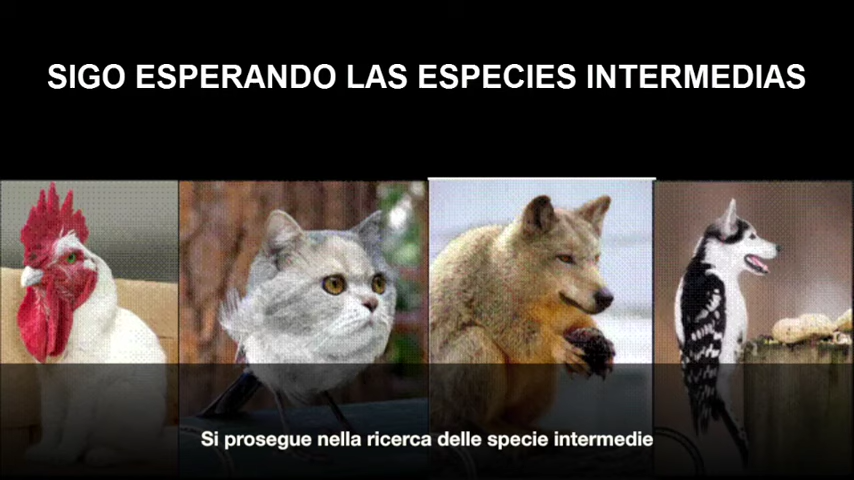 SIGO ESPERANDO LAS ESPECIES INTERMEDIAS
Si prosegue nella ricerca delle specie intermedie